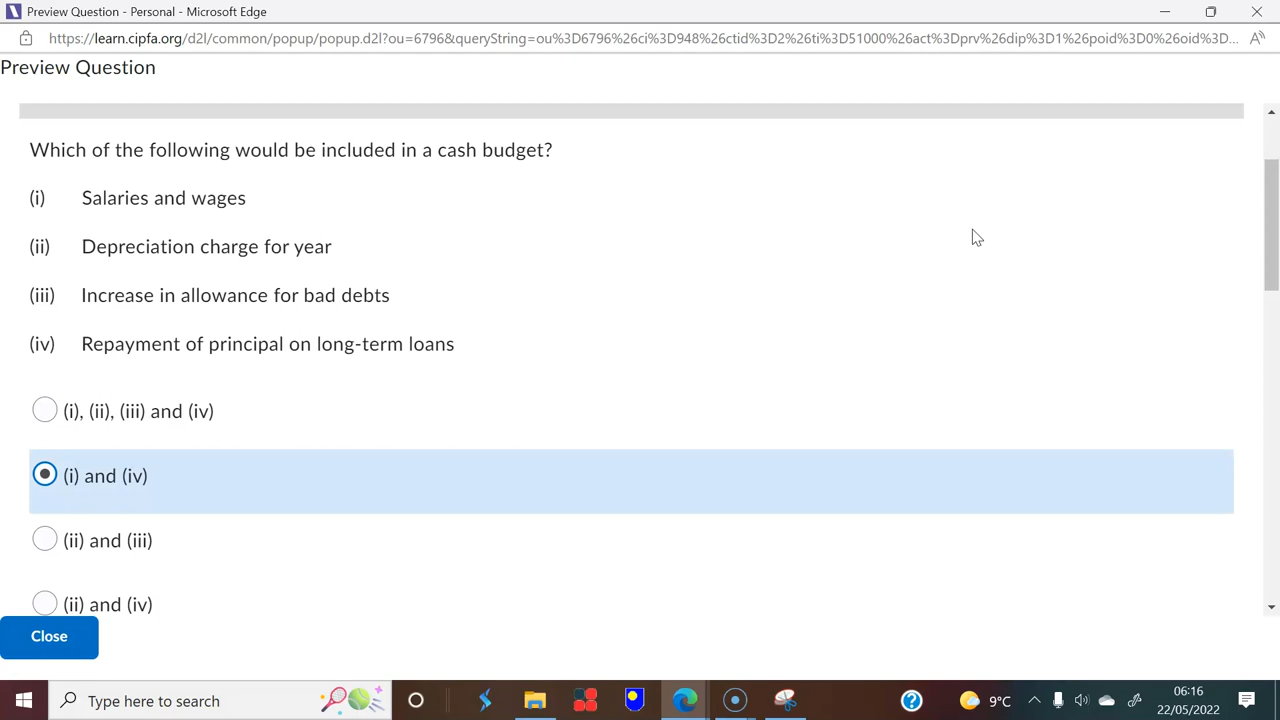 Preview Question - Personal - Microsoft Edge
https://learn.cipfa.org/d2l/common/popup/popup.d2l?ou=6796&queryString=ou%3D6796%26ci%3D948%26ctid%3D2%26ti%3D51000%26act%3Dprv%26dip%3D1%26poid%3D0%26oid%3D...
Preview Question
Which of the following would be included in a cash budget?
(i) Salaries and wages
(ii) Depreciation charge for year
(iii) Increase in allowance for bad debts
(iv) Repayment of principal on long-term loans
(i), (ii), (iii) and (iv)
(i) and (iv)
(ii) and (iii)
(ii) and (iv)
Close
Type here to search
9°C
06:16
22/05/2022